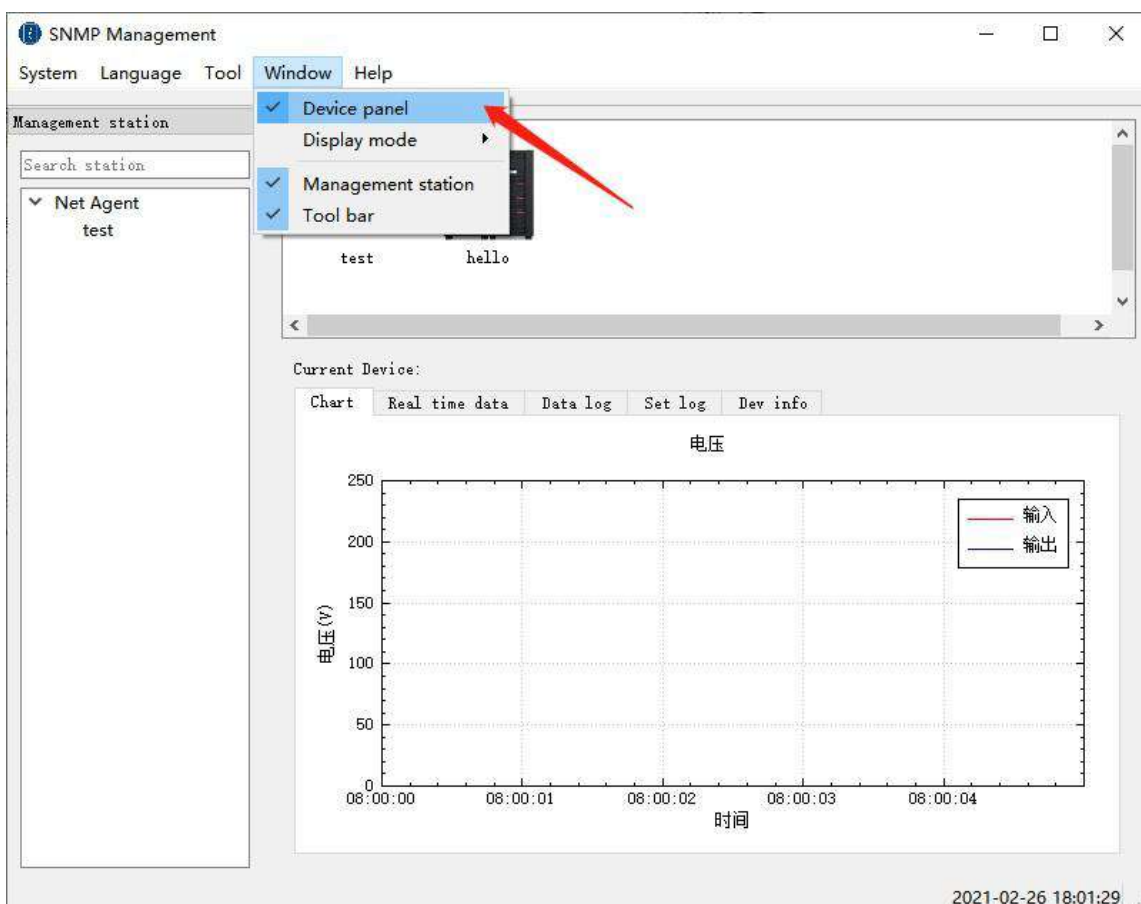 SNMP Management
System Language Tool Window Help
Management station
Search station
Net Agent
test
Device panel
Display mode
Management station
Tool bar
test hello
Current Device:
Chart Real time data Data log Set log Dev info
电压
250
200
150
100
50
0
电压(V)
输入
输出
08:00:00 08:00:01 08:00:02 08:00:03 08:00:04
时间
2021-02-26 18:01:29